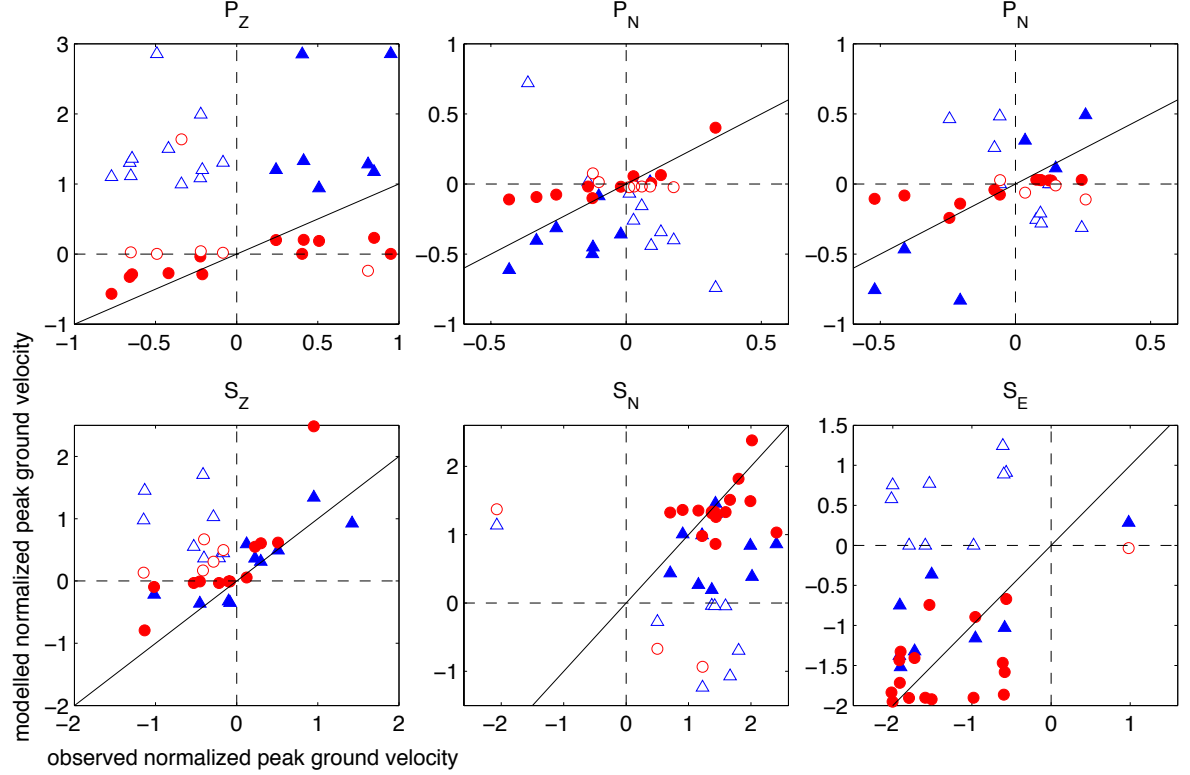 P_Z P_N P_N
3 1 1
2 0.5 0.5
1 0 0
0 −0.5 −0.5
−1 −1 −1
−1 −0.5 0 0.5 1 −0.5 0 0.5 −0.5 0 0.5
S_Z S_N S_E
2 2 1.5
1 1 1
0 0 0.5
−1 −1 0
−2 −0.5
−1
−1.5
−2
−2 −1 0 1 2 −2 −1 0 1 2 −2 −1 0 1
modelled normalized peak ground velocity
observed normalized peak ground velocity